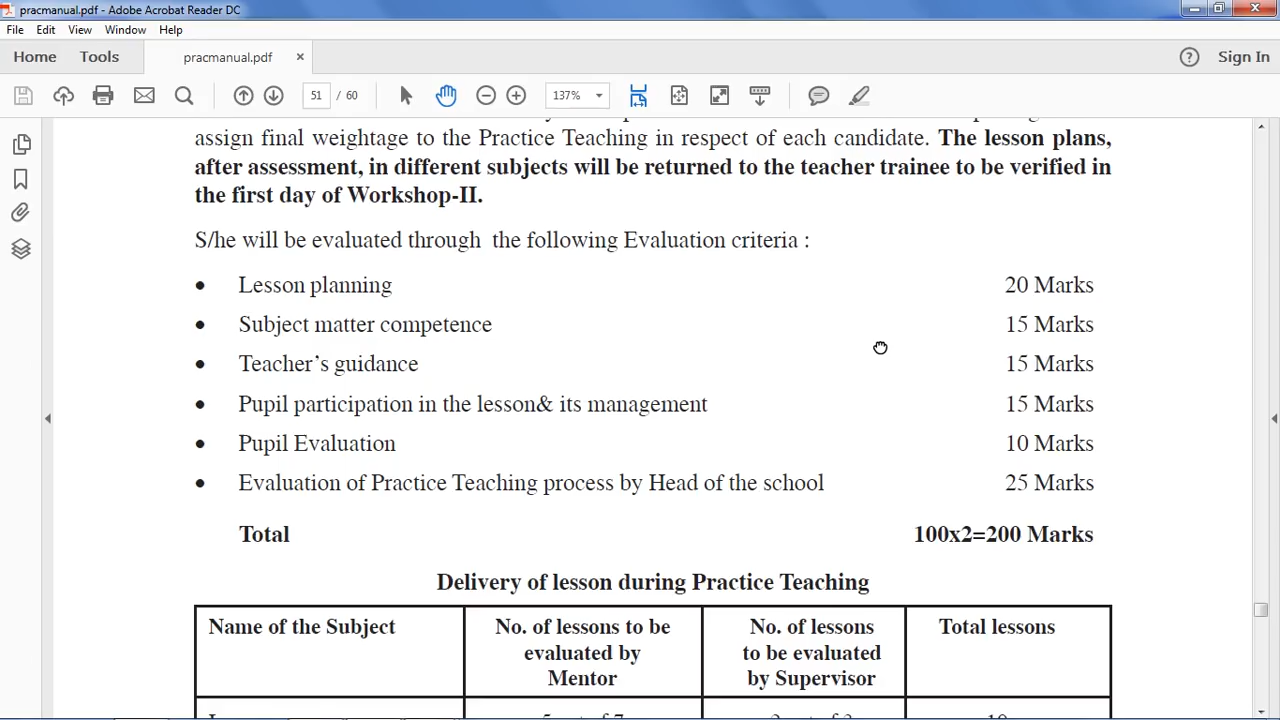 pracmanual.pdf - Adobe Acrobat Reader DC
File Edit View Window Help
Home Tools pracmanual.pdf × ? Sign In
51 / 60 137%
assign final weightage to the Practice Teaching in respect of each candidate. The lesson plans,
after assessment, in different subjects will be returned to the teacher trainee to be verified in
the first day of Workshop-II.
S/he will be evaluated through the following Evaluation criteria :
• Lesson planning 20 Marks
• Subject matter competence 15 Marks
• Teacher's guidance 15 Marks
• Pupil participation in the lesson& its management 15 Marks
• Pupil Evaluation 10 Marks
• Evaluation of Practice Teaching process by Head of the school 25 Marks
Total 100x2=200 Marks
Delivery of lesson during Practice Teaching
Name of the Subject No. of lessons to be No. of lessons Total lessons
evaluated by to be evaluated
Mentor by Supervisor